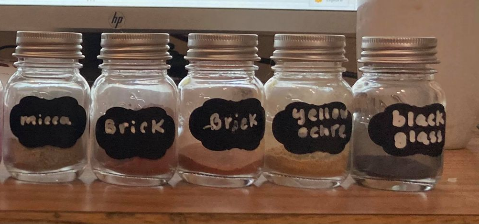 hp
micca
Brick
Brick
yellow
ochre
black
glass